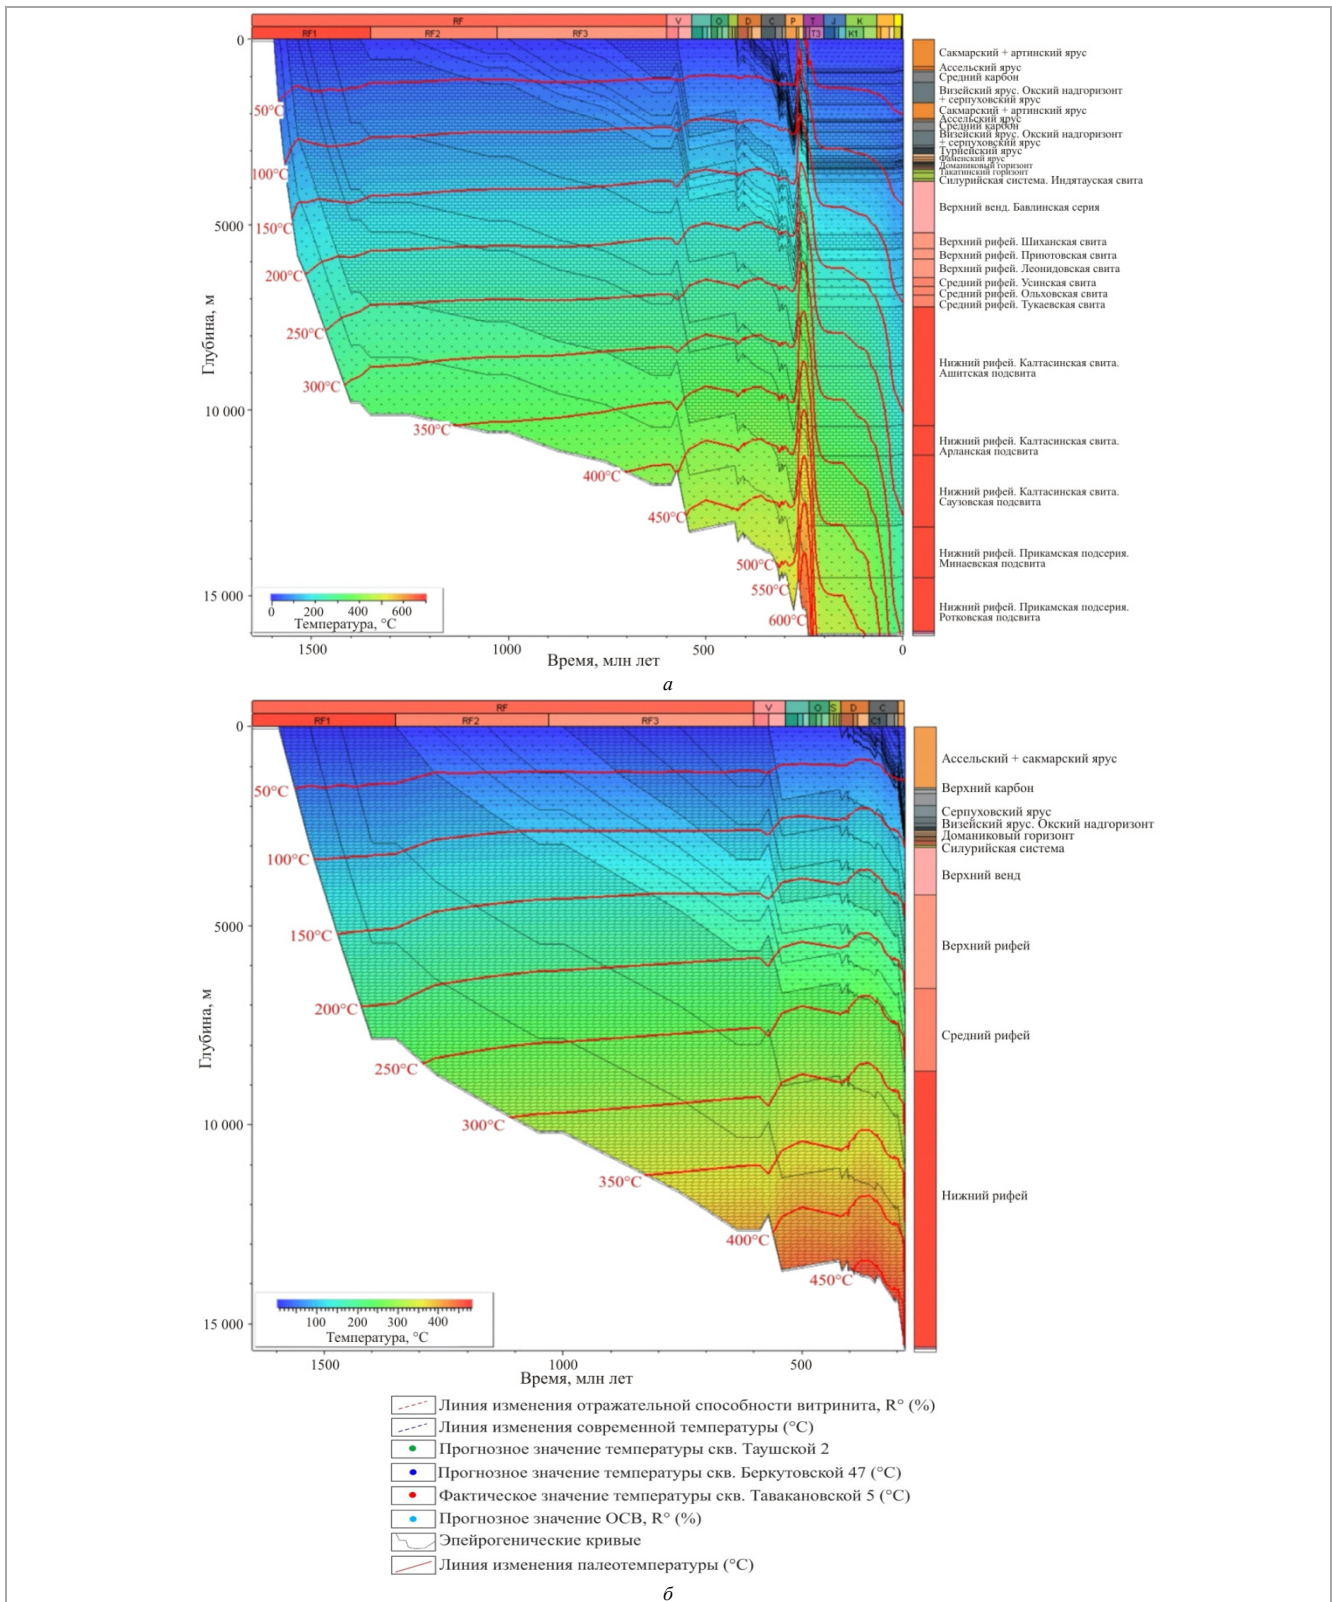 RF V O D C P T J K
RF1 RF2 RF3 T3 K1
0
5000
10 000
15 000
Глубина, м
50°C
100°C
150°C
200°C
250°C
300°C
350°C
400°C
450°C
500°C
550°C
600°C
0 200 400 600
Температура, °C
1500 1000 500 0
Время, млн лет
Сакмарский + артинский ярус
Ассельский ярус
Средний карбон
Визейский ярус. Окский надгоризонт
+ серпуховский ярус
Сакмарский + артинский ярус
Ассельский ярус
Средний карбон
Визейский ярус. Окский надгоризонт
+ серпуховский ярус
Турнейский ярус
Фаменский ярус
Доманиковый горизонт
Такатинский горизонт
Силурийская система. Индятауская свита
Верхний венд. Бавлинская серия
Верхний рифей. Шиханская свита
Верхний рифей. Приютовская свита
Верхний рифей. Леонидовская свита
Средний рифей. Усинская свита
Средний рифей. Ольховская свита
Средний рифей. Тукаевская свита
Нижний рифей. Калтасинская свита.
Ашитская подсвита
Нижний рифей. Калтасинская свита.
Арланская подсвита
Нижний рифей. Калтасинская свита.
Саузовская подсвита
Нижний рифей. Прикамская подсерия.
Минаевская подсвита
Нижний рифей. Прикамская подсерия.
Ротковская подсвита
а
RF V O S D C
RF1 RF2 RF3 C1
0
5000
10 000
15 000
Глубина, м
50°C
100°C
150°C
200°C
250°C
300°C
350°C
400°C
450°C
100 200 300 400
Температура, °C
1500 1000 500
Время, млн лет
Ассельский + сакмарский ярус
Верхний карбон
Серпуховский ярус
Визейский ярус. Окский надгоризонт
Доманиковый горизонт
Силурийская система
Верхний венд
Верхний рифей
Средний рифей
Нижний рифей
Линия изменения отражательной способности витринита, R° (%)
Линия изменения современной температуры (°C)
Прогнозное значение температуры скв. Таушской 2
Прогнозное значение температуры скв. Беркутовской 47 (°C)
Фактическое значение температуры скв. Тавакановской 5 (°C)
Прогнозное значение ОСВ, R° (%)
Эпейрогенические кривые
Линия изменения палеотемпературы (°C)
б